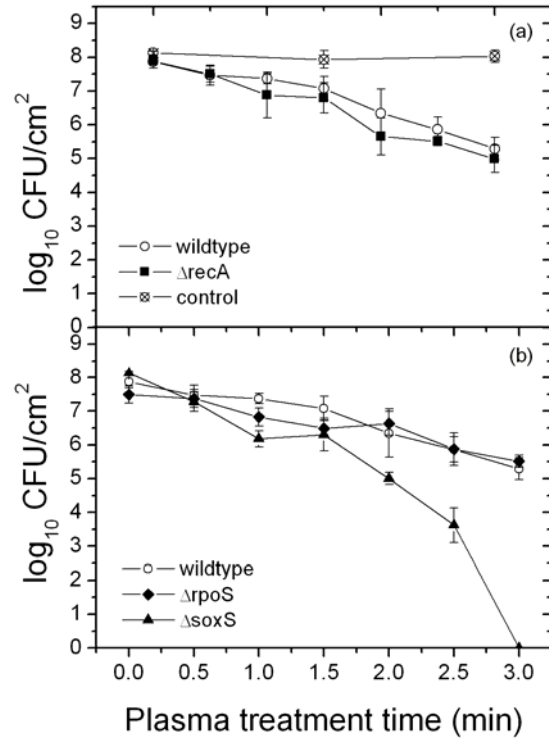 (a)
9
8
7
6
5
4
3
2
1
0
log10 CFU/cm2
wildtype
ΔrecA
control
(b)
9
8
7
6
5
4
3
2
1
0
log10 CFU/cm2
wildtype
ΔrpoS
ΔsoxS
0.0 0.5 1.0 1.5 2.0 2.5 3.0
Plasma treatment time (min)